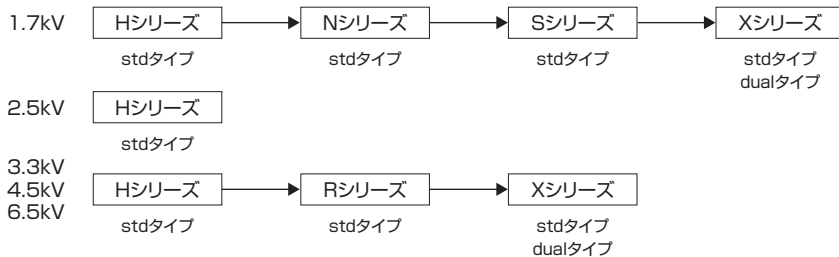 1.7kV Hシリーズ Nシリーズ Sシリーズ Xシリーズ
stdタイプ stdタイプ stdタイプ stdタイプ
dualタイプ
2.5kV Hシリーズ
stdタイプ
3.3kV
4.5kV Hシリーズ Rシリーズ Xシリーズ
6.5kV
stdタイプ stdタイプ stdタイプ
dualタイプ